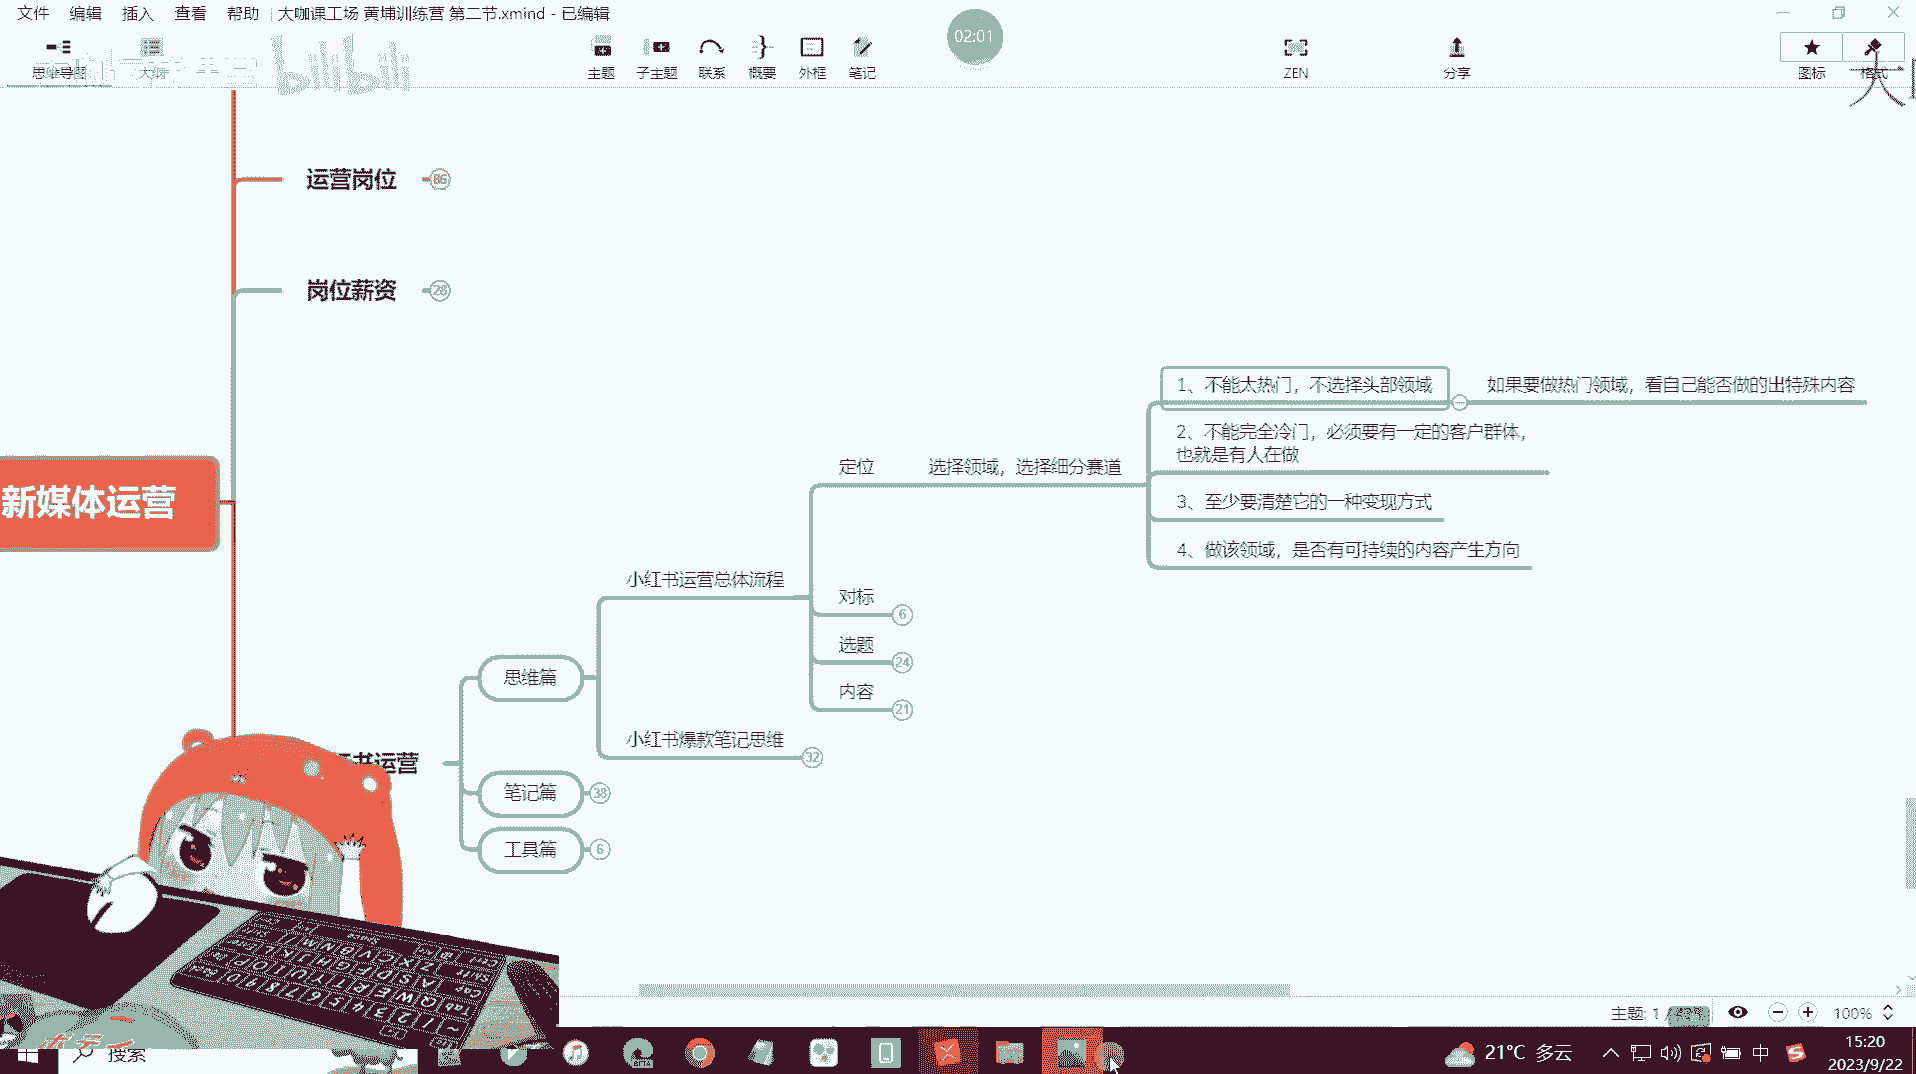 文件 编辑 插入 查看 帮助 大咖课工场 黄埔训练营 第二节.xmind - 已编辑
思维导图 大纲 主题 子主题 联系 概要 外框 笔记 02:01 ZEN 分享 图标 格式
bilibili
大
运营岗位 86
岗位薪资 28
新媒体运营
1、不能太热门，不选择头部领域 如果要做热门领域，看自己能否做的出特殊内容
2、不能完全冷门，必须要有一定的客户群体，
也就是有人在做
定位 选择领域，选择细分赛道
3、至少要清楚它的一种变现方式
4、做该领域，是否有可持续的内容产生方向
小红书运营总体流程
对标 6
选题 24
内容 21
思维篇
小红书爆款笔记思维 32
书运营
笔记篇 38
工具篇 6
主题: 1 /
100%
搜索
BETA
21°C 多云
中
15:20
2023/9/22